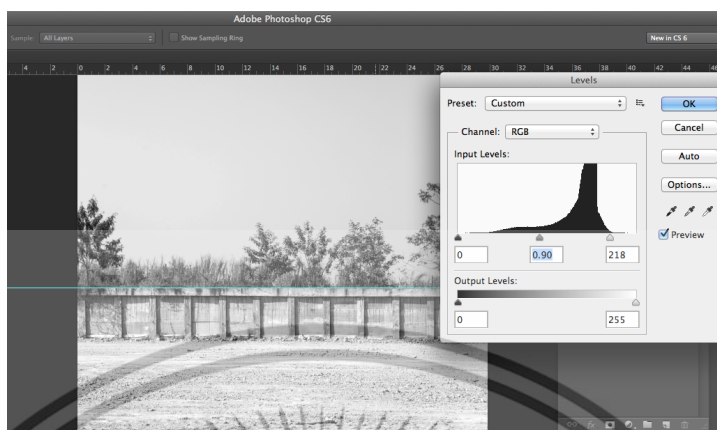 Adobe Photoshop CS6
Sample: All Layers Show Sampling Ring New in CS 6
4 2 0 2 4 6 8 10 12 14 16 18 20 22 24 26 28 30 32 34 36 38 40 42 44 46
Levels
Preset: Custom OK
Channel: RGB Cancel
Input Levels: Auto
Options...
Preview
0 0.90 218
Output Levels:
0 255
fx